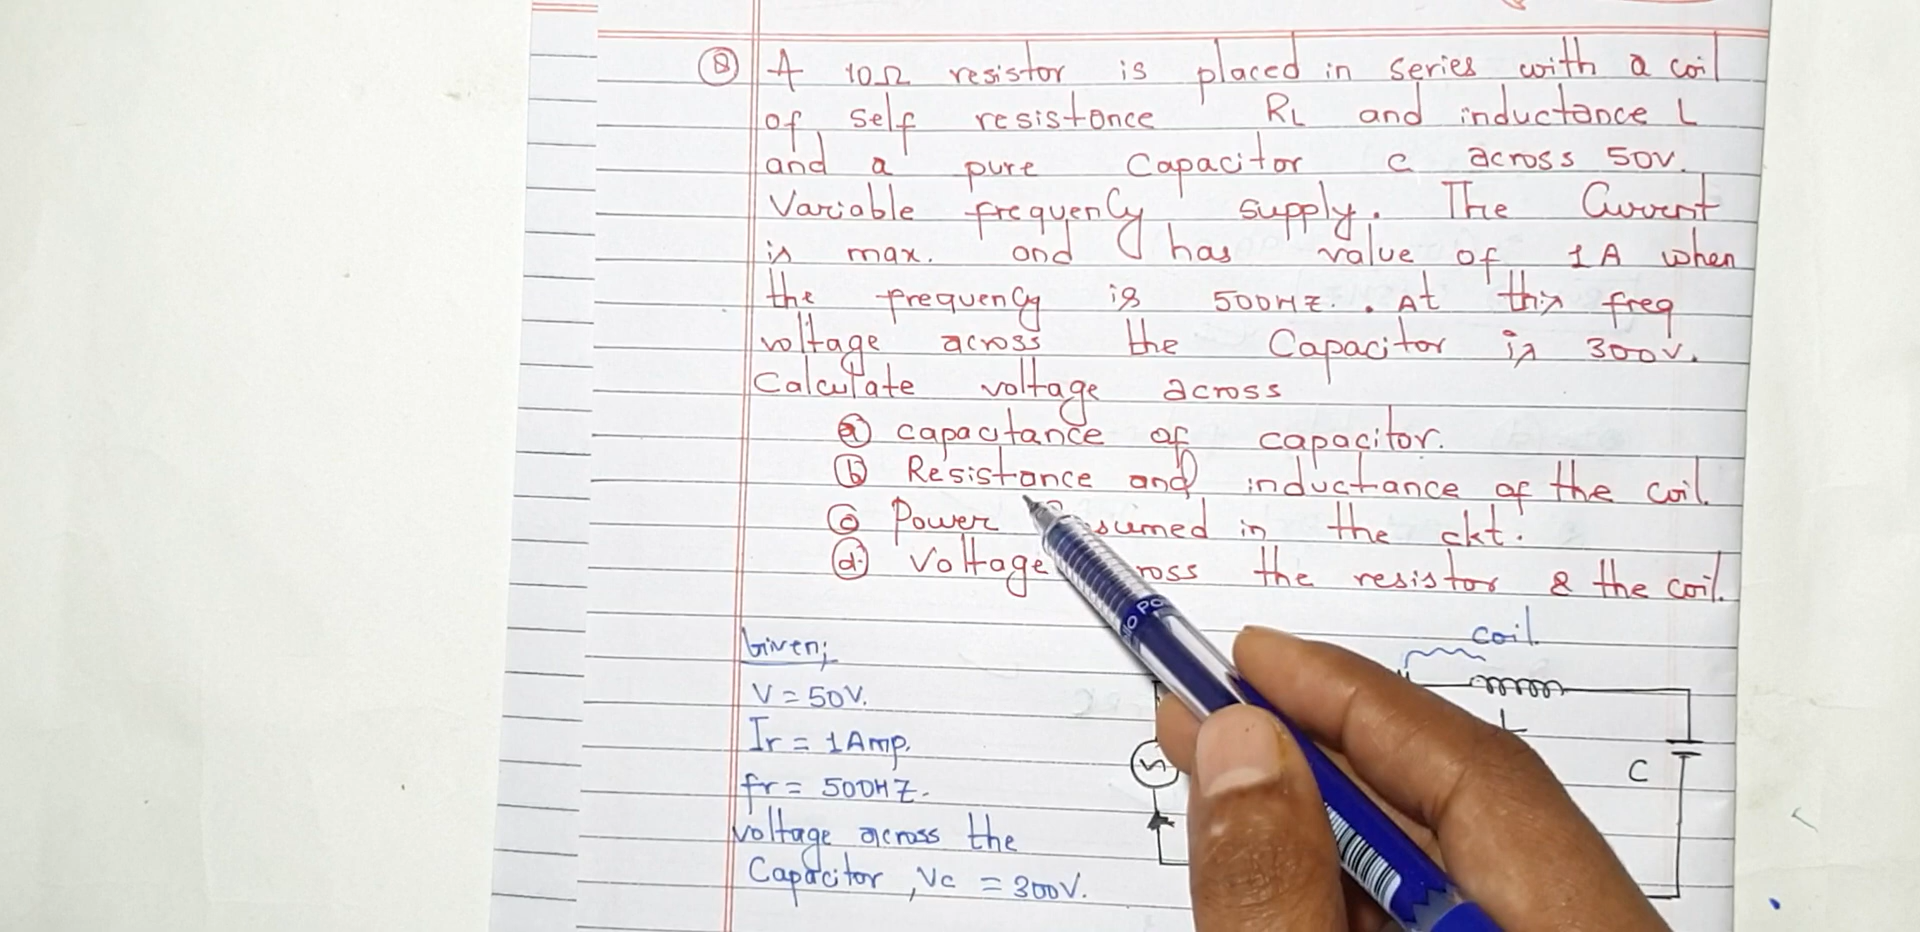 Q A 10Ω resistor is placed in series with a coil
of self resistance RL and inductance L
and a pure capacitor c across 50v.
Variable frequency supply. The Current
is max. and has value of 1A when
the frequency is 500HZ. . At this freq
voltage across the Capacitor is 300v.
Calculate voltage across
a capacitance of capacitor.
b Resistance and inductance of the coil.
c Power sumed in the ckt.
d. Voltage ross the resistor & the coil.
Given;
coil
V = 50V.
L
Ir = 1Amp.
C
fr = 500HZ.
voltage across the
Capacitor, Vc = 300V.